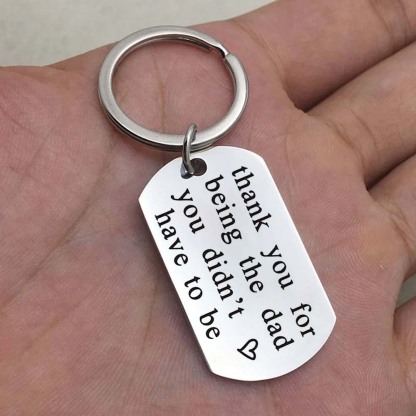 thank you for
being the dad
you didn't
have to be